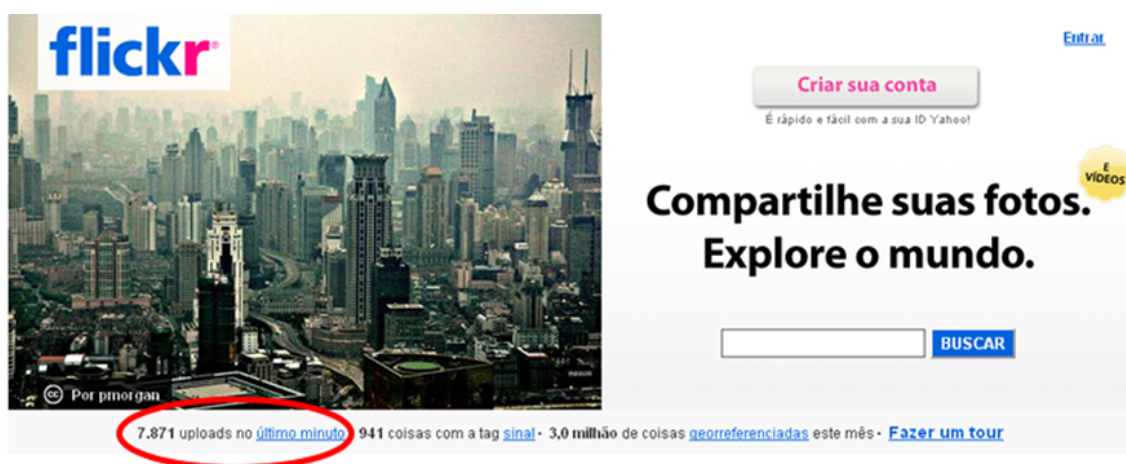 flickr
Entrar
Criar sua conta
É rápido e fácil com a sua ID Yahoo!
E
VÍDEOS
Compartilhe suas fotos.
Explore o mundo.
BUSCAR
Por pmorgan
7.871 uploads no último minuto 941 coisas com a tag sinal · 3,0 milhão de coisas georreferenciadas este mês · Fazer um tour